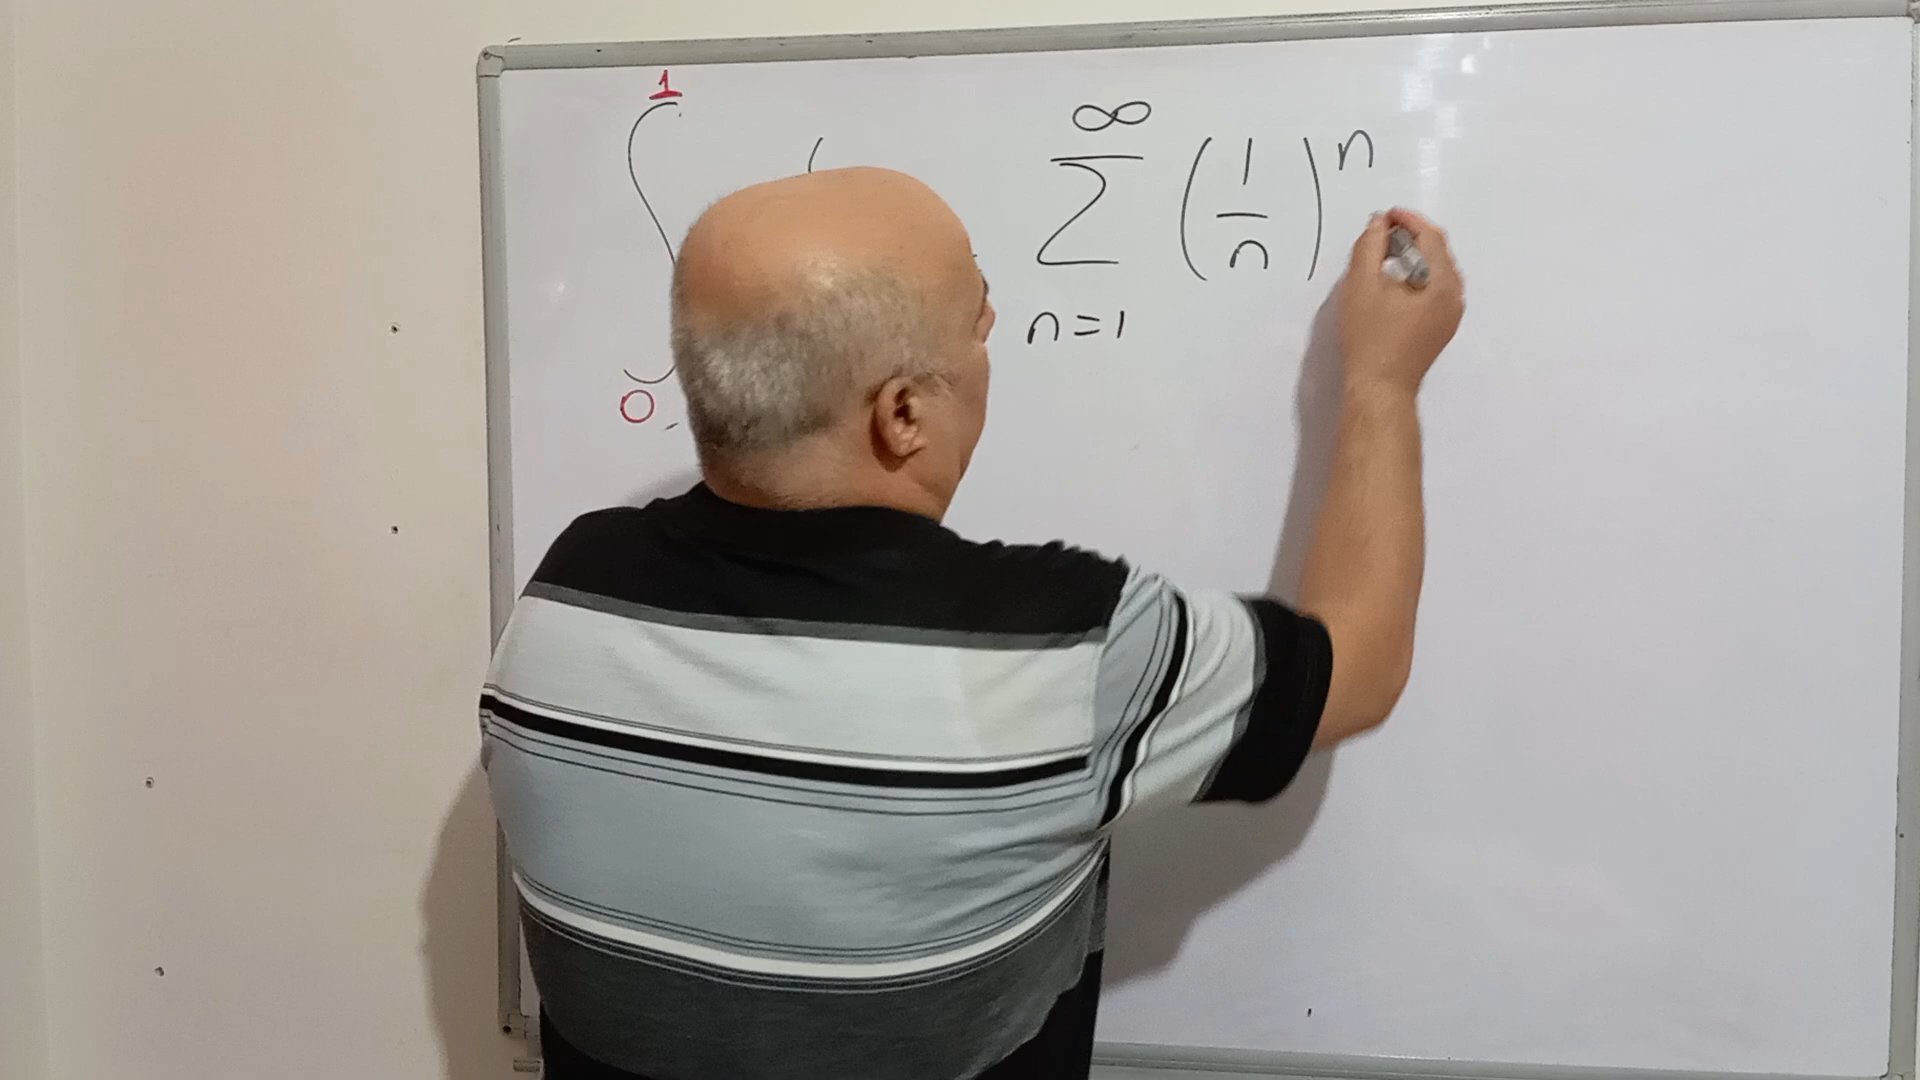 1
∫ ( ∞
∑ (1/n)^n
0 n=1